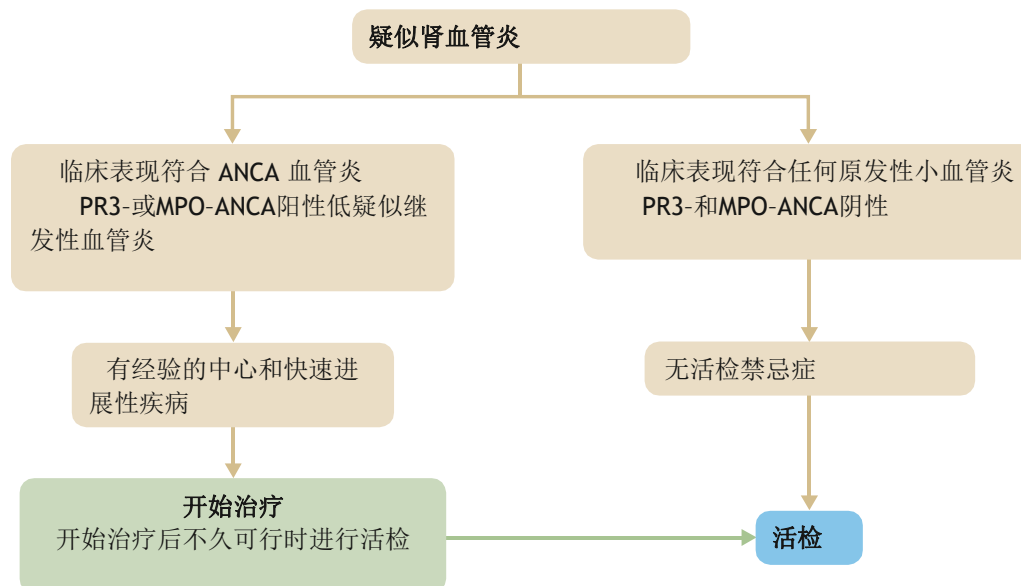 疑似肾血管炎
临床表现符合 ANCA 血管炎
PR3-或MPO-ANCA阳性低疑似继
发性血管炎
临床表现符合任何原发性小血管炎
PR3-和MPO-ANCA阴性
有经验的中心和快速进
展性疾病
无活检禁忌症
开始治疗
开始治疗后不久可行时进行活检
活检